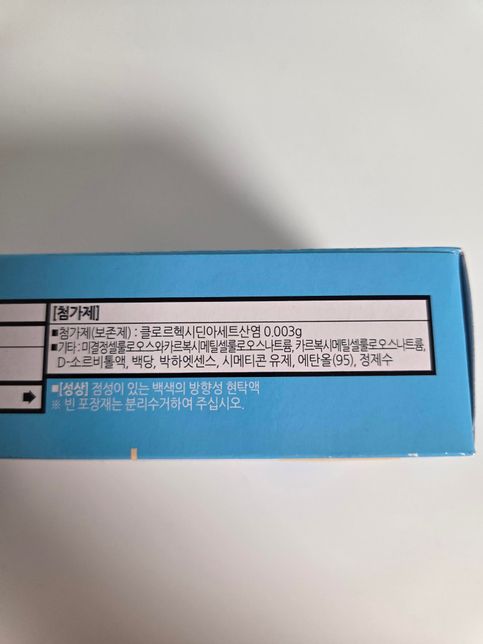 [첨가제]
■첨가제(보존제) : 클로르헥시딘아세트산염 0.003g
■기타 : 미결정셀룰로오스와카르복시메틸셀룰로오스나트륨, 카르복시메틸셀룰로오스나트륨,
D-소르비톨액, 백당, 박하엣센스, 시메티콘 유제, 에탄올(95), 정제수
■[성상] 점성이 있는 백색의 방향성 현탁액
※ 빈 포장재는 분리수거하여 주십시오.